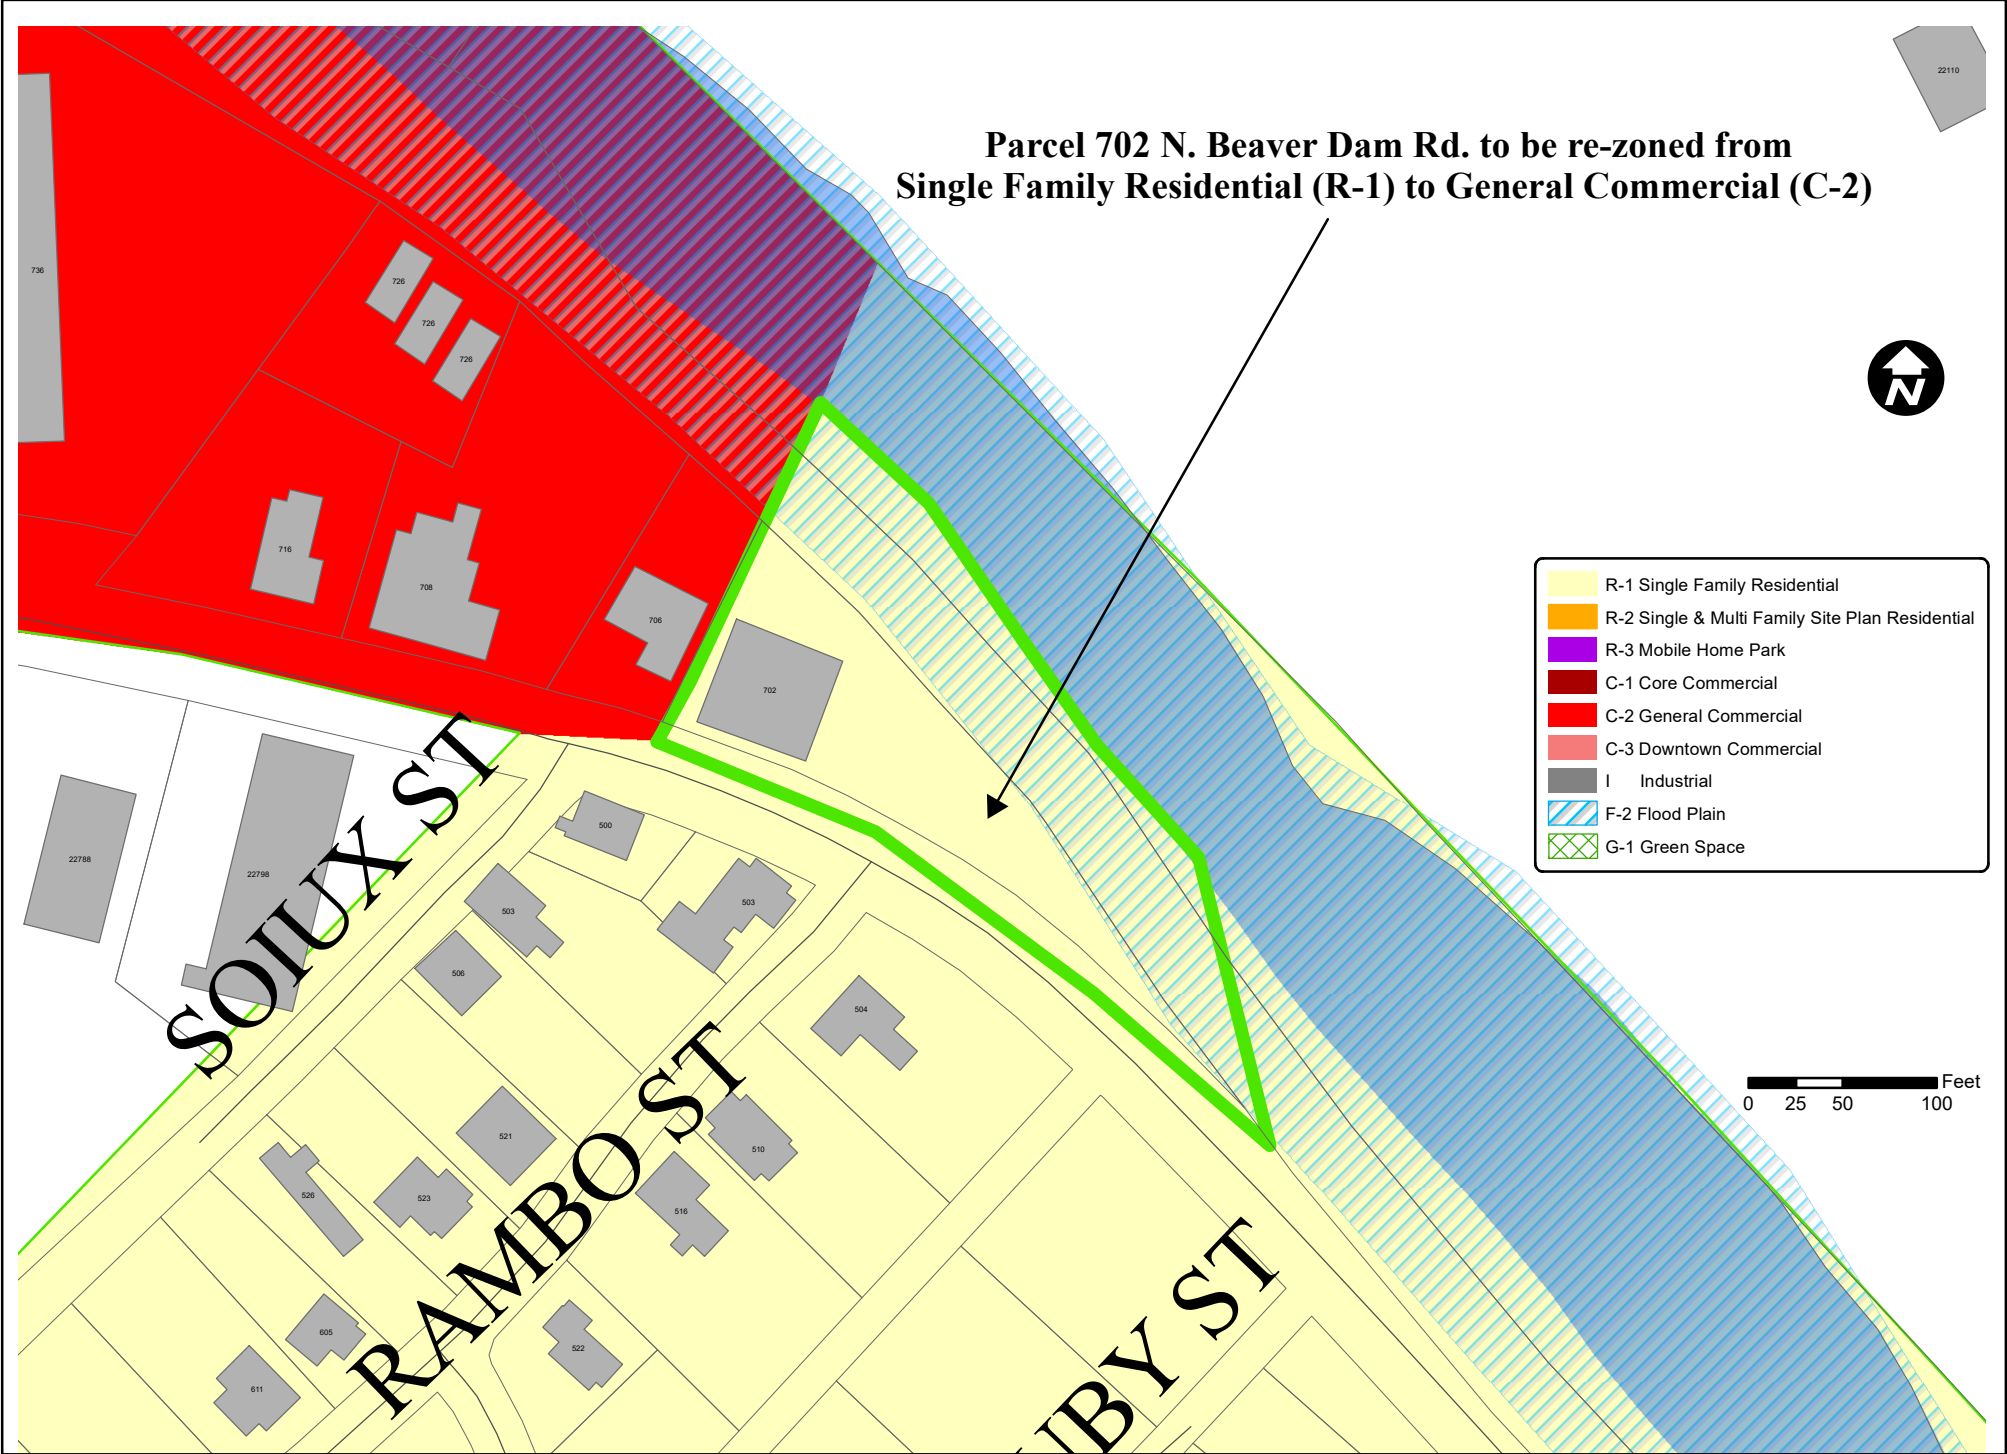 22110
Parcel 702 N. Beaver Dam Rd. to be re-zoned from
Single Family Residential (R-1) to General Commercial (C-2)
736
726
726
726
N
716
708
706
702
R-1 Single Family Residential
R-2 Single & Multi Family Site Plan Residential
R-3 Mobile Home Park
C-1 Core Commercial
C-2 General Commercial
C-3 Downtown Commercial
I Industrial
F-2 Flood Plain
G-1 Green Space
22788
22798
SOIUX ST
500
503
503
506
504
Feet
0 25 50 100
521
510
526
523
516
RAMBO ST
605
522
611
UBY ST